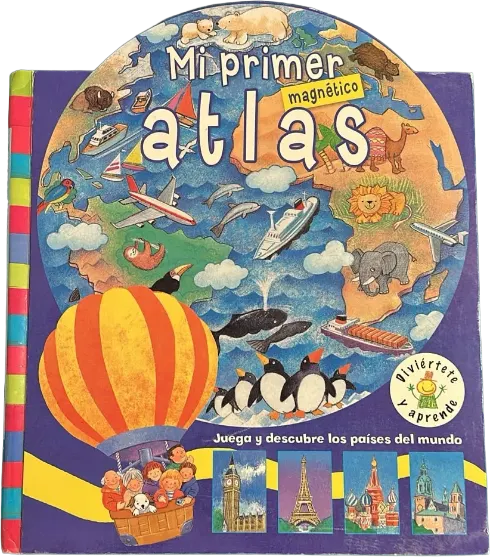 Mi primer
magnético
atlas
Diviértete
y aprende
Juega y descubre los países del mundo